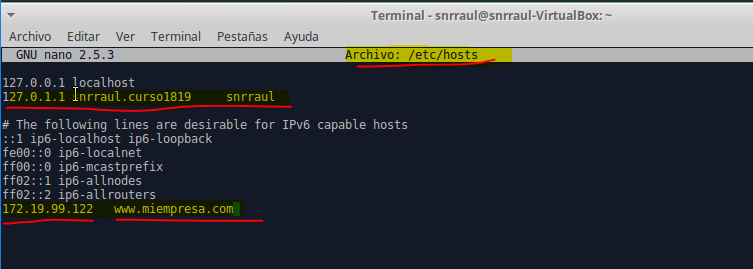 Terminal - snrraul@snrraul-VirtualBox: ~
Archivo Editar Ver Terminal Pestañas Ayuda
GNU nano 2.5.3 Archivo: /etc/hosts
127.0.0.1 localhost
127.0.1.1 snrraul.curso1819 snrraul
# The following lines are desirable for IPv6 capable hosts
::1 ip6-localhost ip6-loopback
fe00::0 ip6-localnet
ff00::0 ip6-mcastprefix
ff02::1 ip6-allnodes
ff02::2 ip6-allrouters
172.19.99.122 www.miempresa.com